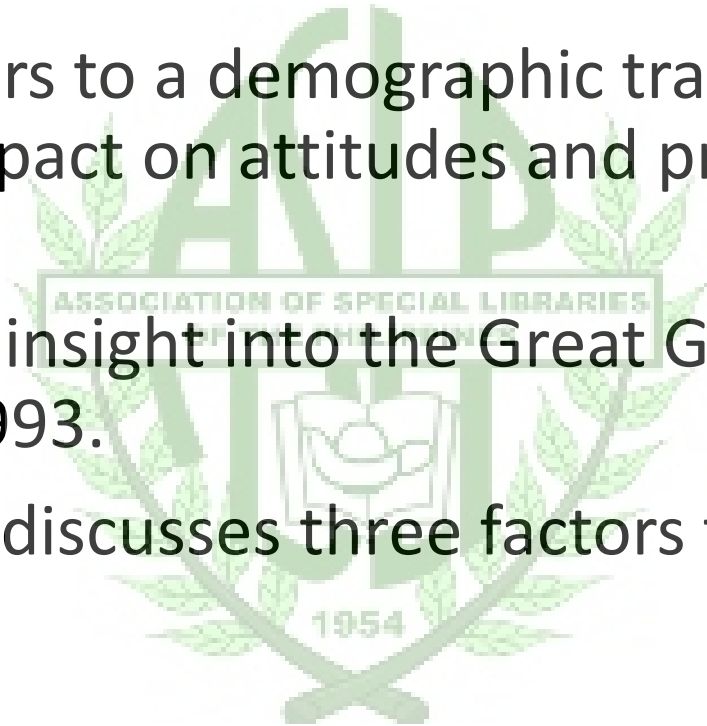 rs to a demographic tra
pact on attitudes and pr
ASLP
ASSOCIATION OF SPECIAL LIBRARIES
insight into the Great G
993.
discusses three factors
1954